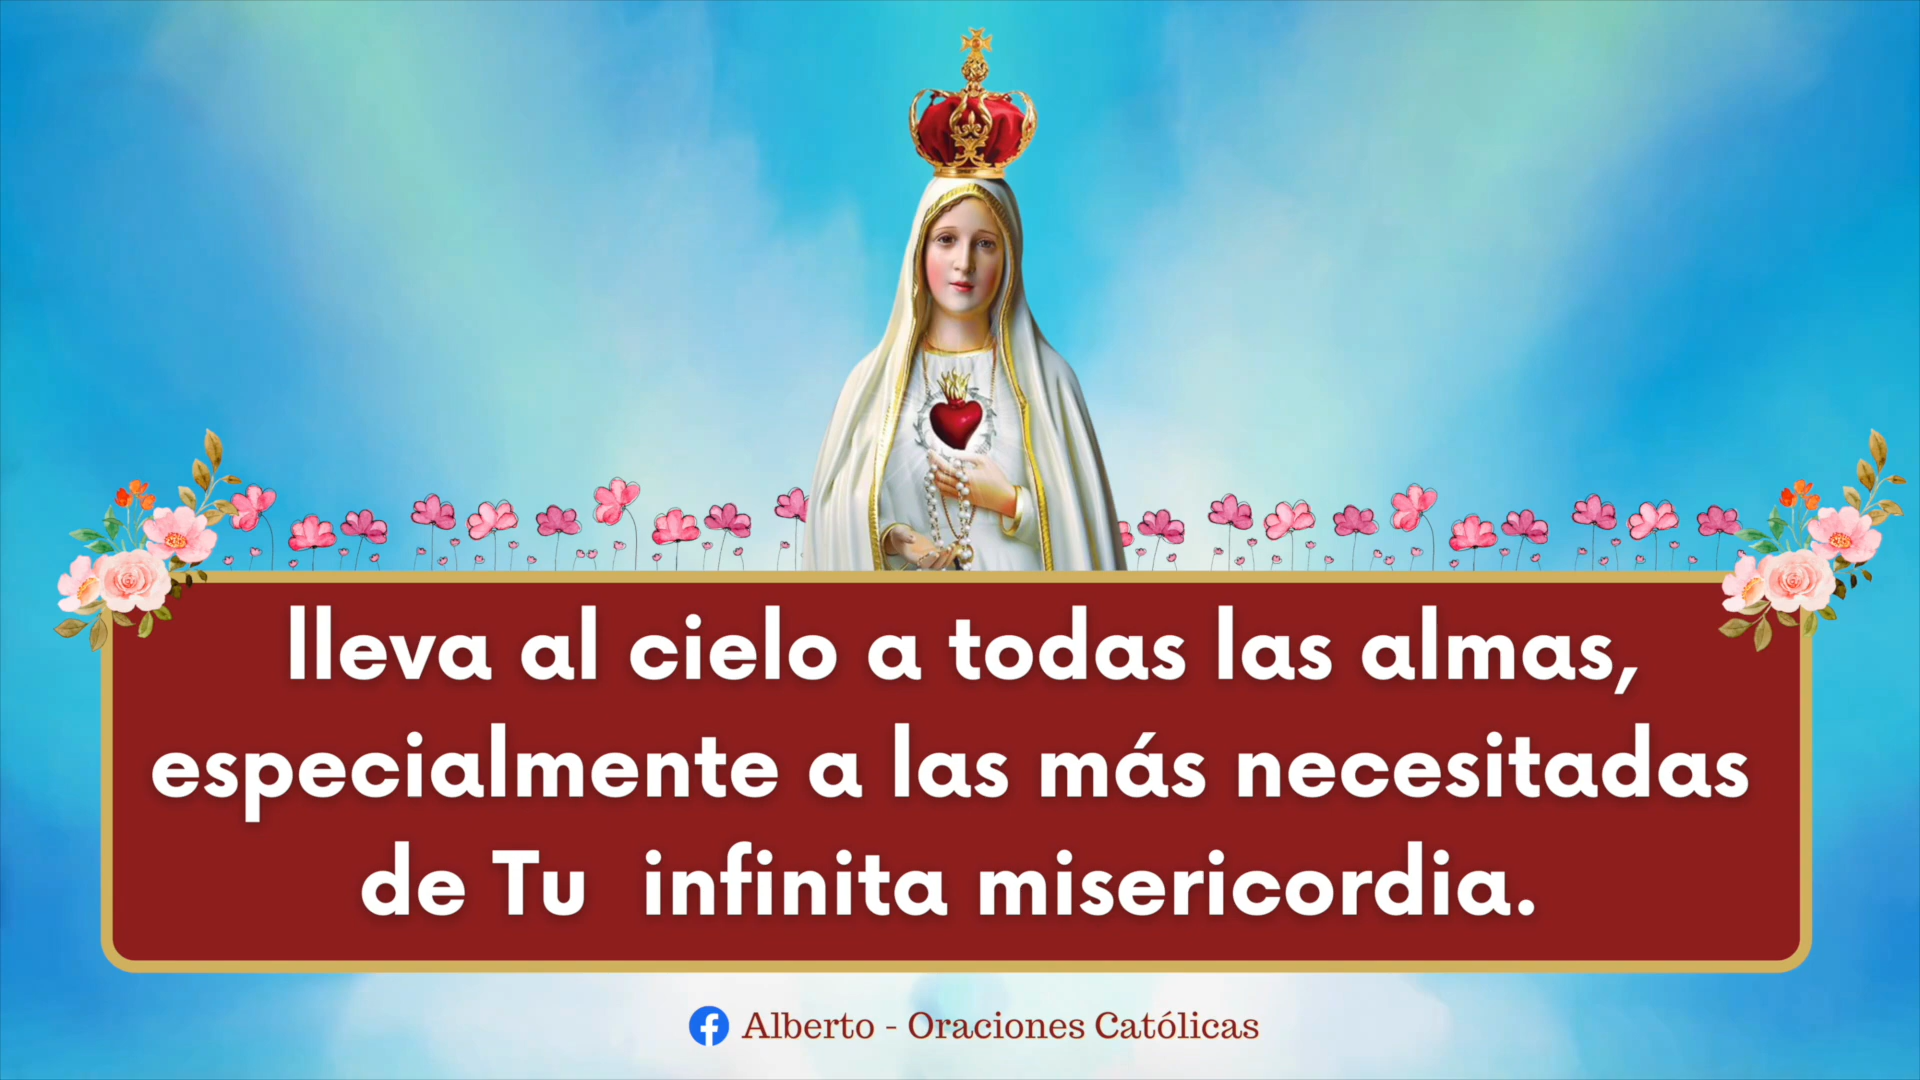 lleva al cielo a todas las almas,
especialmente a las más necesitadas
de Tu  infinita misericordia.
Alberto - Oraciones Católicas